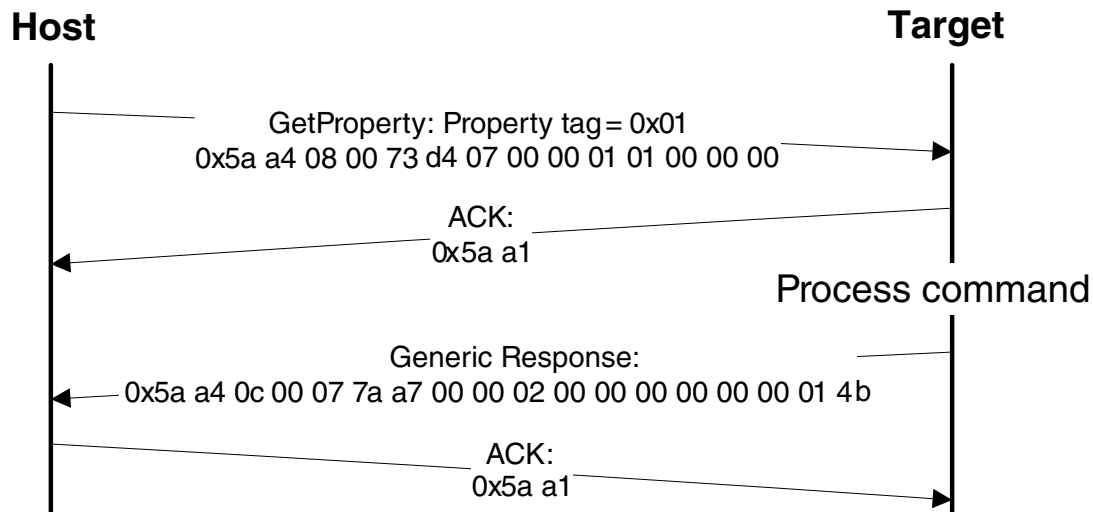 Host
Target
GetProperty: Property tag = 0x01
0x5a a4 08 00 73 d4 07 00 00 01 01 00 00 00
ACK:
0x5a a1
Process command
Generic Response:
0x5a a4 0c 00 07 7a a7 00 00 02 00 00 00 00 00 00 01 4b
ACK:
0x5a a1